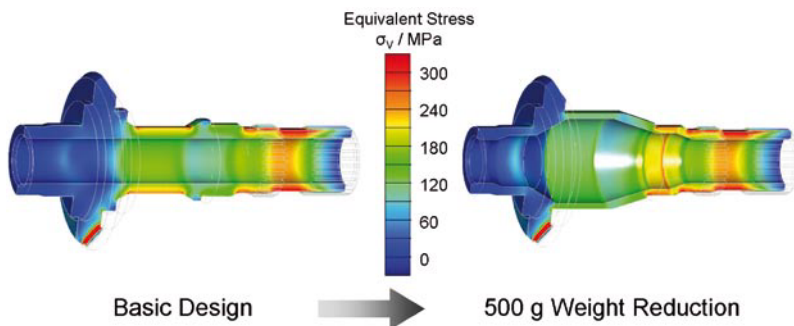 Equivalent Stress
σV / MPa
300
240
180
120
60
0
Basic Design
500 g Weight Reduction